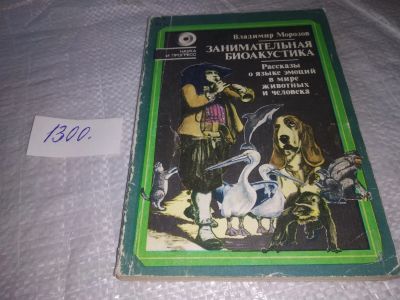 Владимир Морозов
НАУКА
И ПРОГРЕСС
ЗАНИМАТЕЛЬНАЯ
БИОАКУСТИКА
Рассказы
о языке эмоций
в мире
животных
и человека
1300.